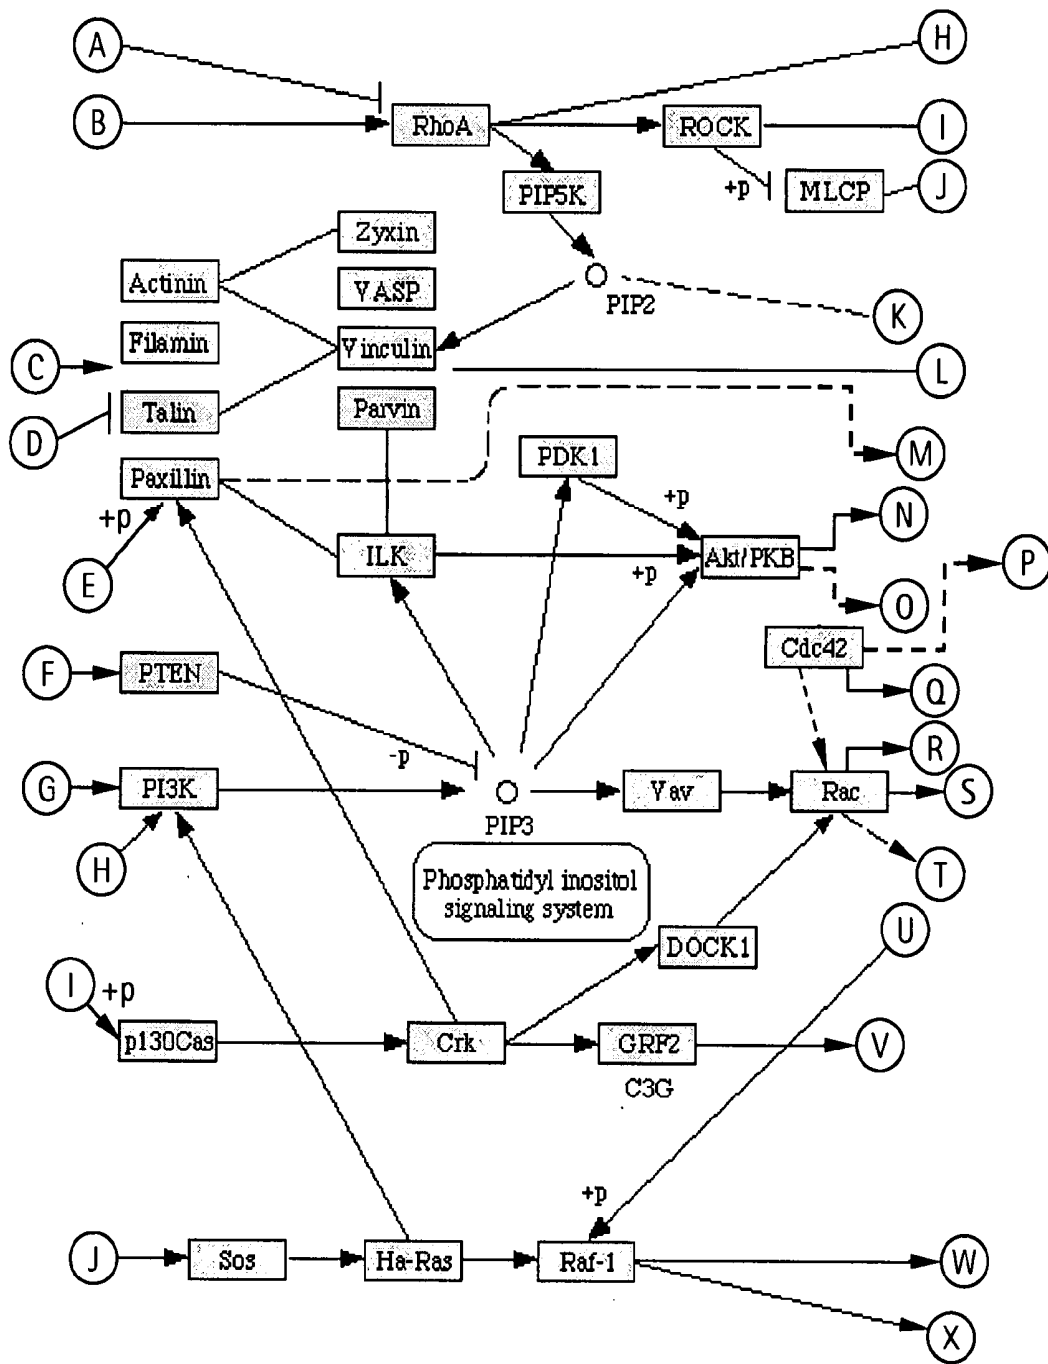 A
H
B
RhoA
ROCK
I
+p
MLCP
J
PIP5K
Zyxin
Actinin
VASP
PIP2
K
Filamin
Vinculin
C
L
Talin
Parvin
D
PDK1
M
Paxillin
+p
+p
N
ILK
Akt/PKB
P
+p
E
O
Cdc42
F
PTEN
Q
-p
R
G
PI3K
Vav
Rac
S
PIP3
H
T
Phosphatidyl inositol
signaling system
U
DOCK1
I
+p
p130Cas
Crk
GRF2
V
C3G
+p
J
Sos
Ha-Ras
Raf-1
W
X